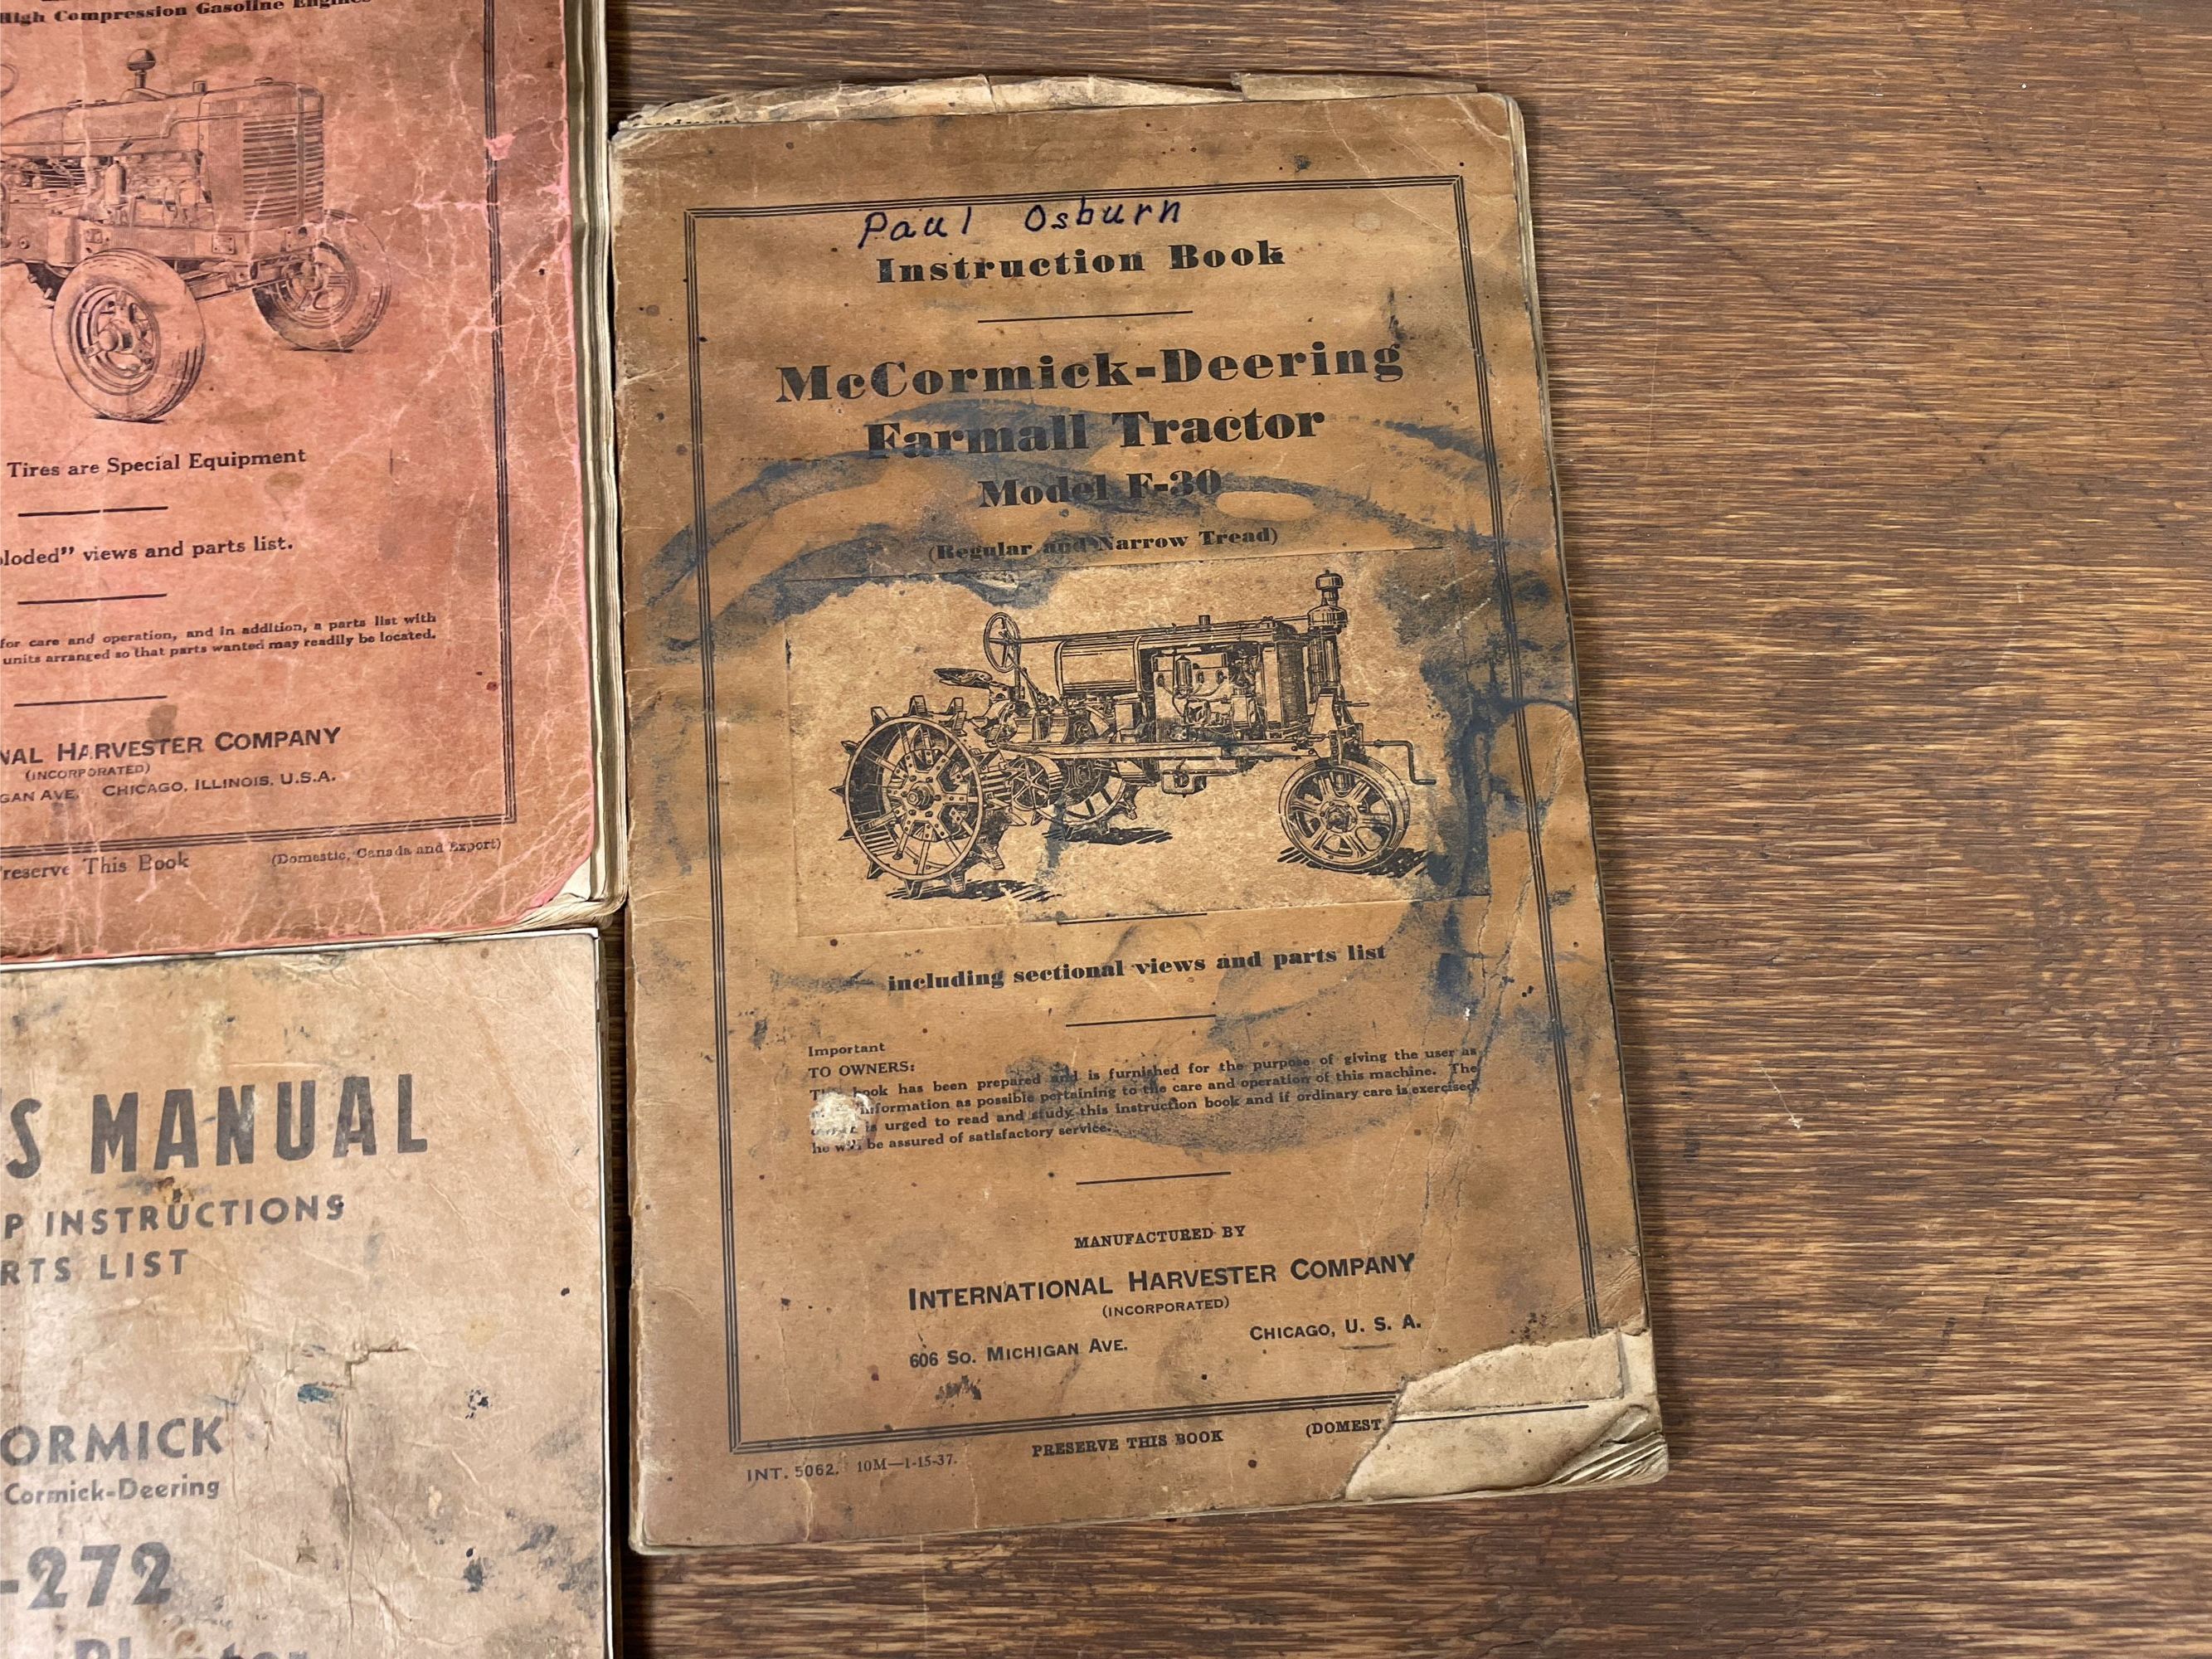 High Compression Gasoline Engines
Tires are Special Equipment
ploded" views and parts list.
for care and operation, and in addition, a parts list with
units arranged so that parts wanted may readily be located.
NAL HARVESTER COMPANY
(INCORPORATED)
GAN AVE. CHICAGO, ILLINOIS, U.S.A.
Preserve This Book (Domestic, Canada and Export)
'S MANUAL
P INSTRUCTIONS
RTS LIST
ORMICK
Cormick-Deering
-272
Paul Osburn
Instruction Book
McCormick-Deering
Farmall Tractor
Model F-30
(Regular and Narrow Tread)
including sectional views and parts list
Important
TO OWNERS:
This book has been prepared and is furnished for the purpose of giving the user as
information as possible pertaining to the care and operation of this machine. The
is urged to read and study this instruction book and if ordinary care is exercised,
he will be assured of satisfactory service.
MANUFACTURED BY
INTERNATIONAL HARVESTER COMPANY
(INCORPORATED)
606 SO. MICHIGAN AVE. CHICAGO, U. S. A.
INT. 5062. 10M—1-15-37. PRESERVE THIS BOOK (DOMEST